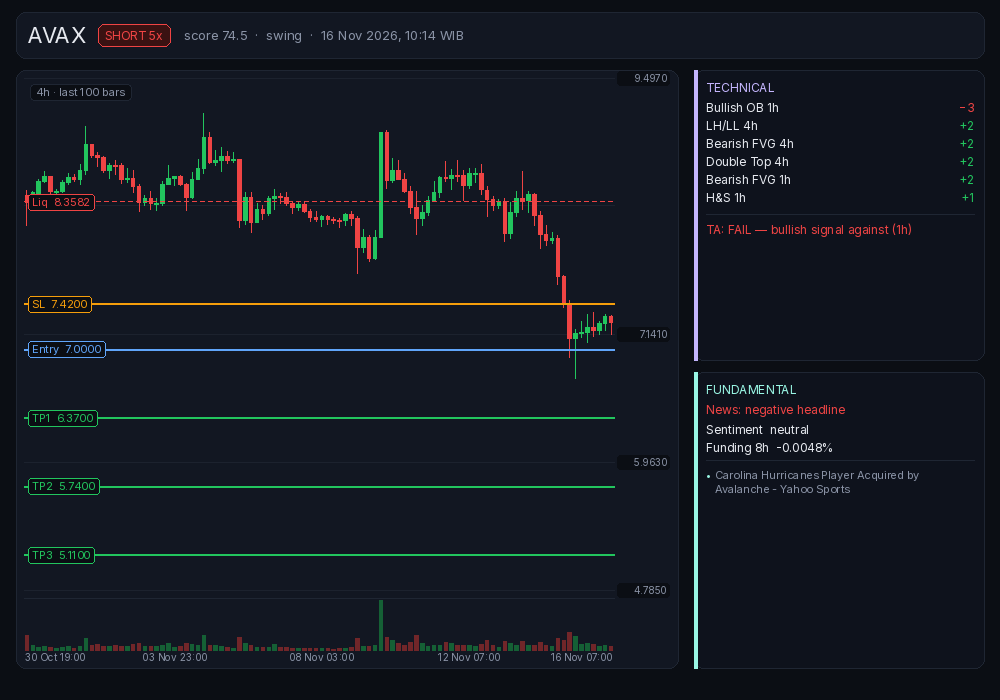 AVAX SHORT 5x score 74.5 · swing · 16 Nov 2026, 10:14 WIB
4h · last 100 bars
9.4970
Liq 8.3582
SL 7.4200
7.1410
Entry 7.0000
TP1 6.3700
5.9630
TP2 5.7400
TP3 5.1100
4.7850
30 Oct 19:00 03 Nov 23:00 08 Nov 03:00 12 Nov 07:00 16 Nov 07:00
TECHNICAL
Bullish OB 1h −3
LH/LL 4h +2
Bearish FVG 4h +2
Double Top 4h +2
Bearish FVG 1h +2
H&S 1h +1
TA: FAIL — bullish signal against (1h)
FUNDAMENTAL
News: negative headline
Sentiment neutral
Funding 8h -0.0048%
• Carolina Hurricanes Player Acquired by
Avalanche - Yahoo Sports